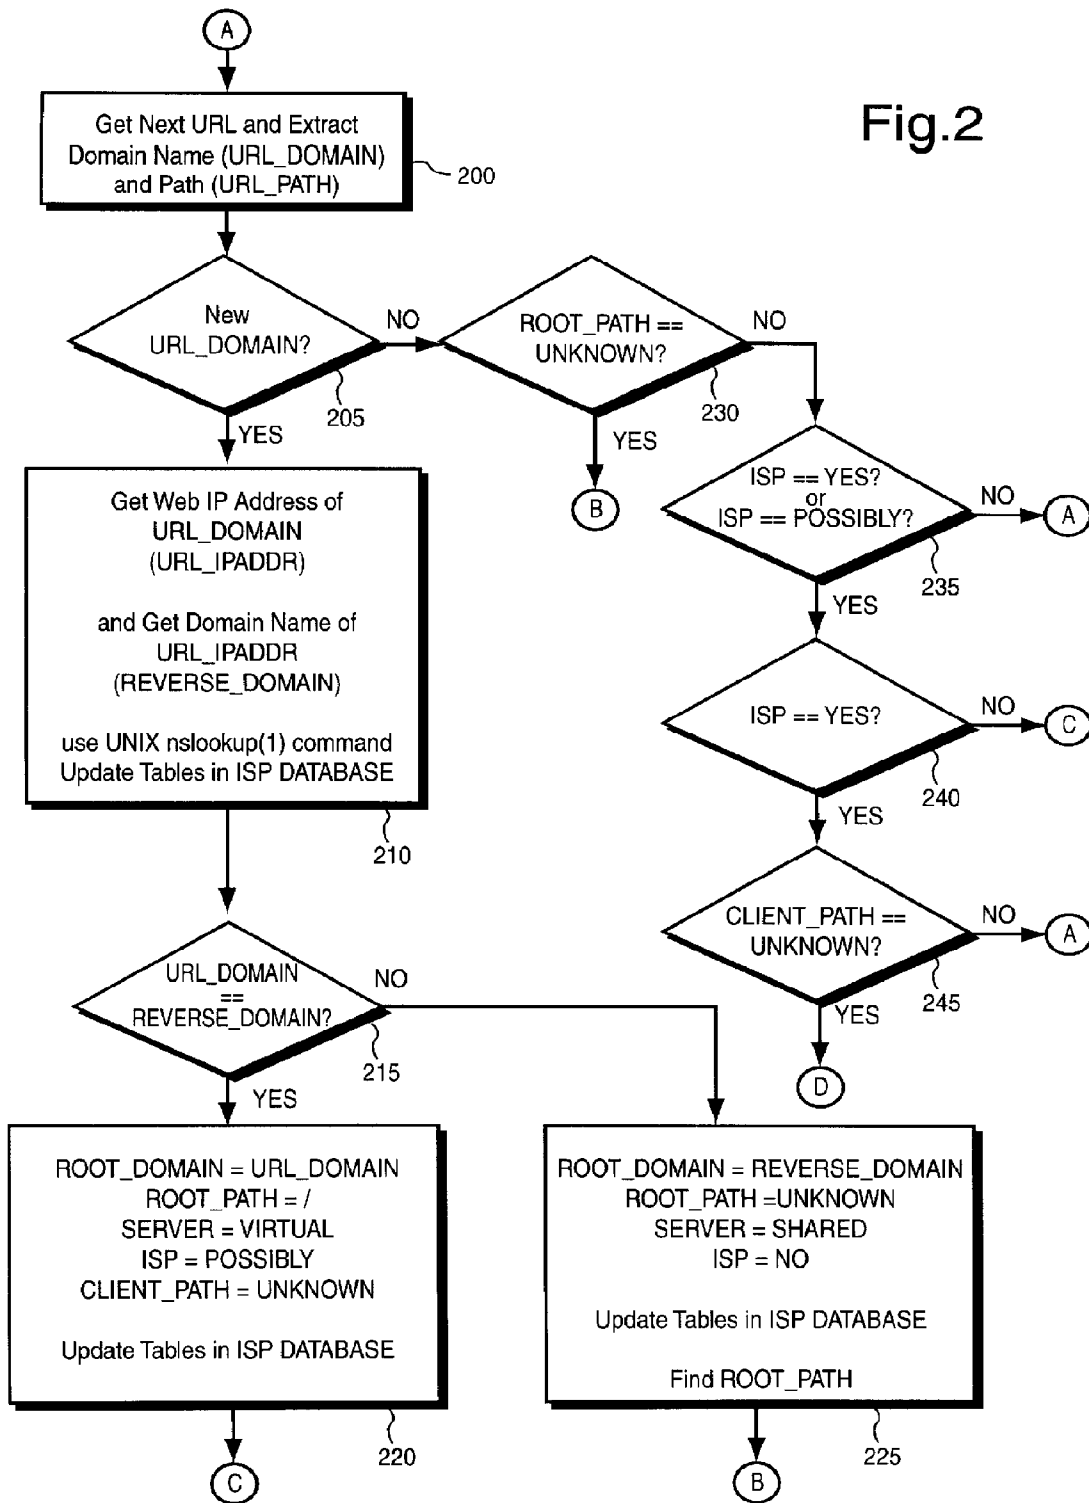 A
Fig.2
Get Next URL and Extract
Domain Name (URL_DOMAIN)
and Path (URL_PATH)
200
New
URL_DOMAIN?
NO
205
YES
ROOT_PATH ==
UNKNOWN?
NO
230
YES
B
ISP == YES?
or
ISP == POSSIBLY?
NO
A
235
YES
Get Web IP Address of
URL_DOMAIN
(URL_IPADDR)
and Get Domain Name of
URL_IPADDR
(REVERSE_DOMAIN)
use UNIX nslookup(1) command
Update Tables in ISP DATABASE
210
ISP == YES?
NO
C
240
YES
CLIENT_PATH ==
UNKNOWN?
NO
A
245
YES
D
URL_DOMAIN
==
REVERSE_DOMAIN?
NO
215
YES
ROOT_DOMAIN = URL_DOMAIN
ROOT_PATH = /
SERVER = VIRTUAL
ISP = POSSIBLY
CLIENT_PATH = UNKNOWN
Update Tables in ISP DATABASE
220
C
ROOT_DOMAIN = REVERSE_DOMAIN
ROOT_PATH =UNKNOWN
SERVER = SHARED
ISP = NO
Update Tables in ISP DATABASE
Find ROOT_PATH
225
B